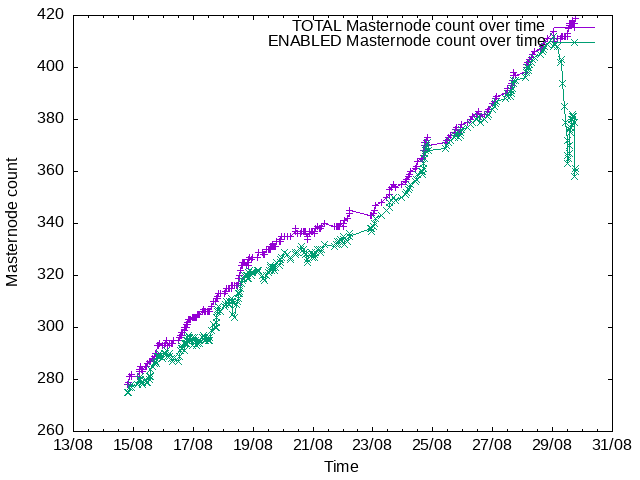 420
TOTAL Masternode count over time
ENABLED Masternode count over time
400
380
360
Masternode count
340
320
300
280
260
13/08 15/08 17/08 19/08 21/08 23/08 25/08 27/08 29/08 31/08
Time